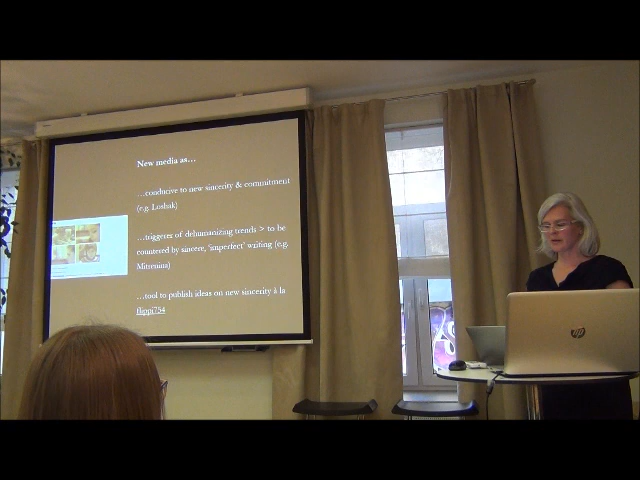 New media as…
…conducive to new sincerity & commitment
(e.g. Loshak)
…triggerer of dehumanizing trends > to be
countered by sincere, 'imperfect' writing (e.g.
Mitrenina)
…tool to publish ideas on new sincerity à la
flippi754
hp